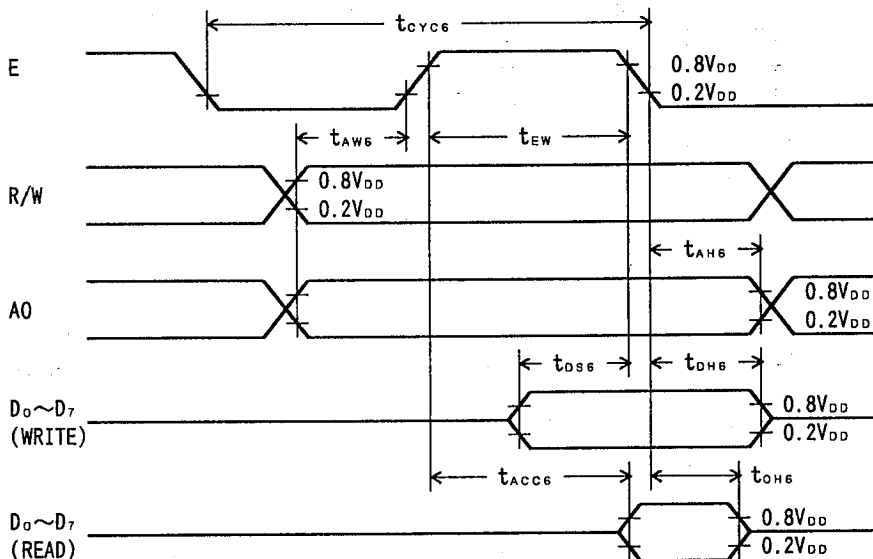 tCYC6
E
0.8VDD
0.2VDD
tAW6
tEW
R/W
0.8VDD
0.2VDD
tAH6
A0
0.8VDD
0.2VDD
tDS6
tDH6
D0~D7
(WRITE)
0.8VDD
0.2VDD
tACC6
tOH6
D0~D7
(READ)
0.8VDD
0.2VDD